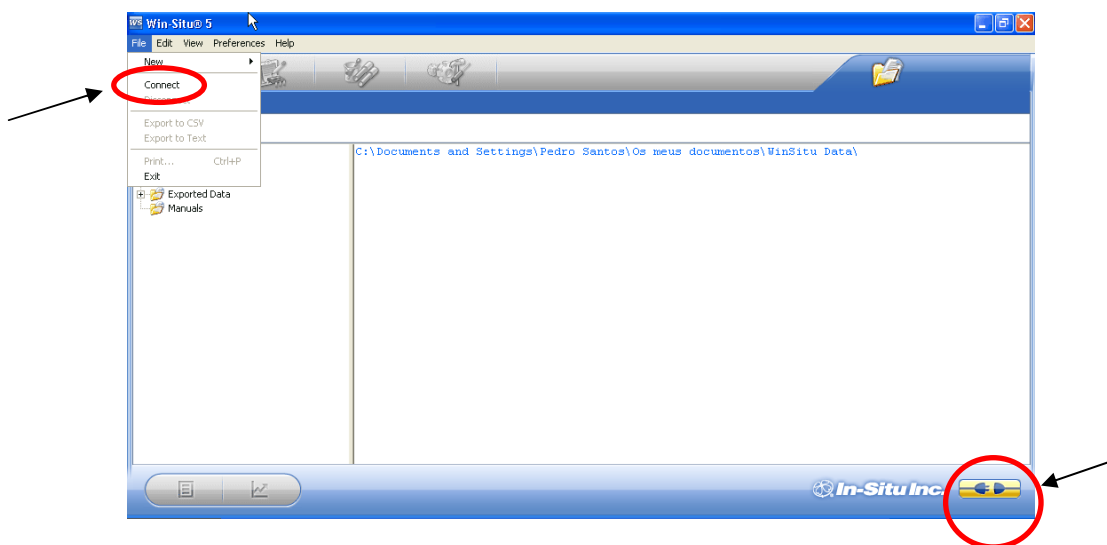 WS Win-Situ® 5
File Edit View Preferences Help
New
Connect
Export to CSV
Export to Text
Print... Ctrl+P
Exit
C:\Documents and Settings\Pedro Santos\Os meus documentos\WinSitu Data\
Exported Data
Manuals
In-Situ Inc.